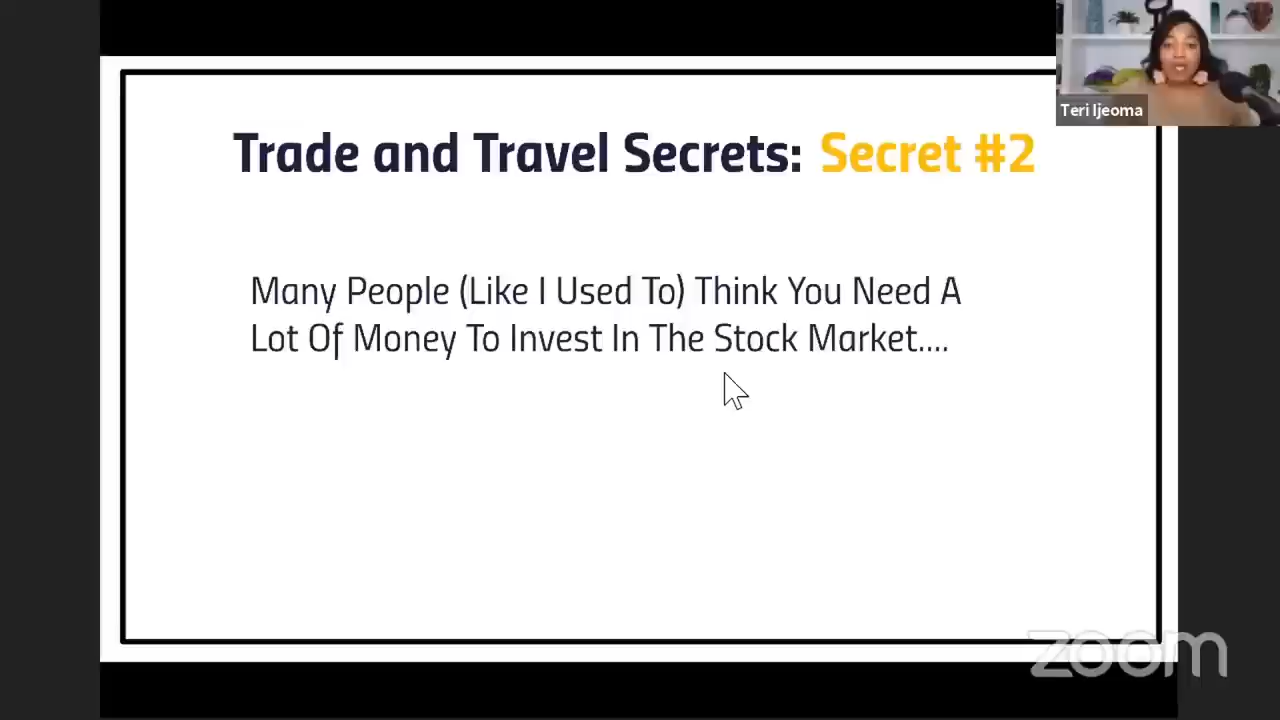 Teri Ijeoma
Trade and Travel Secrets: Secret #2
Many People (Like I Used To) Think You Need A
Lot Of Money To Invest In The Stock Market....
zoom